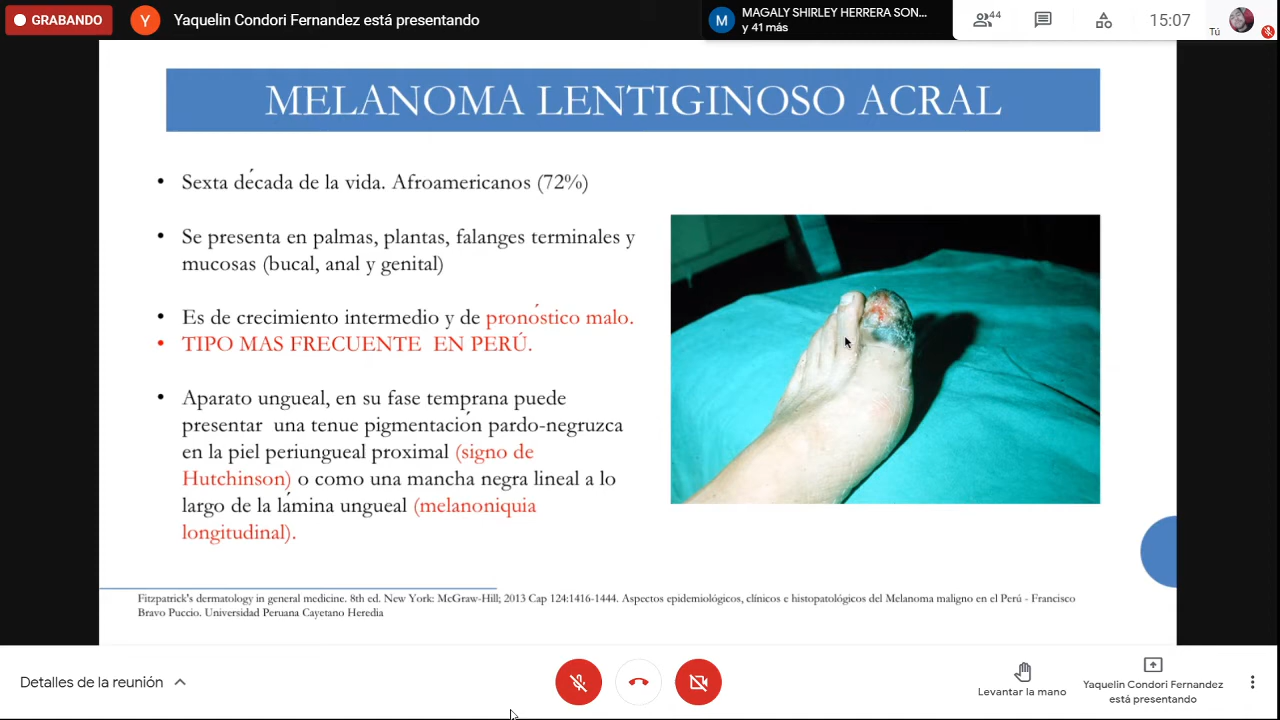 GRABANDO
Y
Yaquelin Condori Fernandez está presentando
M
MAGALY SHIRLEY HERRERA SON...
y 41 más
44
15:07
Tú
MELANOMA LENTIGINOSO ACRAL
• Sexta década de la vida. Afroamericanos (72%)
• Se presenta en palmas, plantas, falanges terminales y
mucosas (bucal, anal y genital)
• Es de crecimiento intermedio y de pronóstico malo.
• TIPO MAS FRECUENTE EN PERÚ.
• Aparato ungueal, en su fase temprana puede
presentar una tenue pigmentación pardo-negruzca
en la piel periungueal proximal (signo de
Hutchinson) o como una mancha negra lineal a lo
largo de la lámina ungueal (melanoniquia
longitudinal).
Fitzpatrick's dermatology in general medicine. 8th ed. New York: McGraw-Hill; 2013 Cap 124:1416-1444. Aspectos epidemiológicos, clínicos e histopatológicos del Melanoma maligno en el Perú - Francisco
Bravo Puccio. Universidad Peruana Cayetano Heredia
Detalles de la reunión
Levantar la mano
Yaquelin Condori Fernandez
está presentando